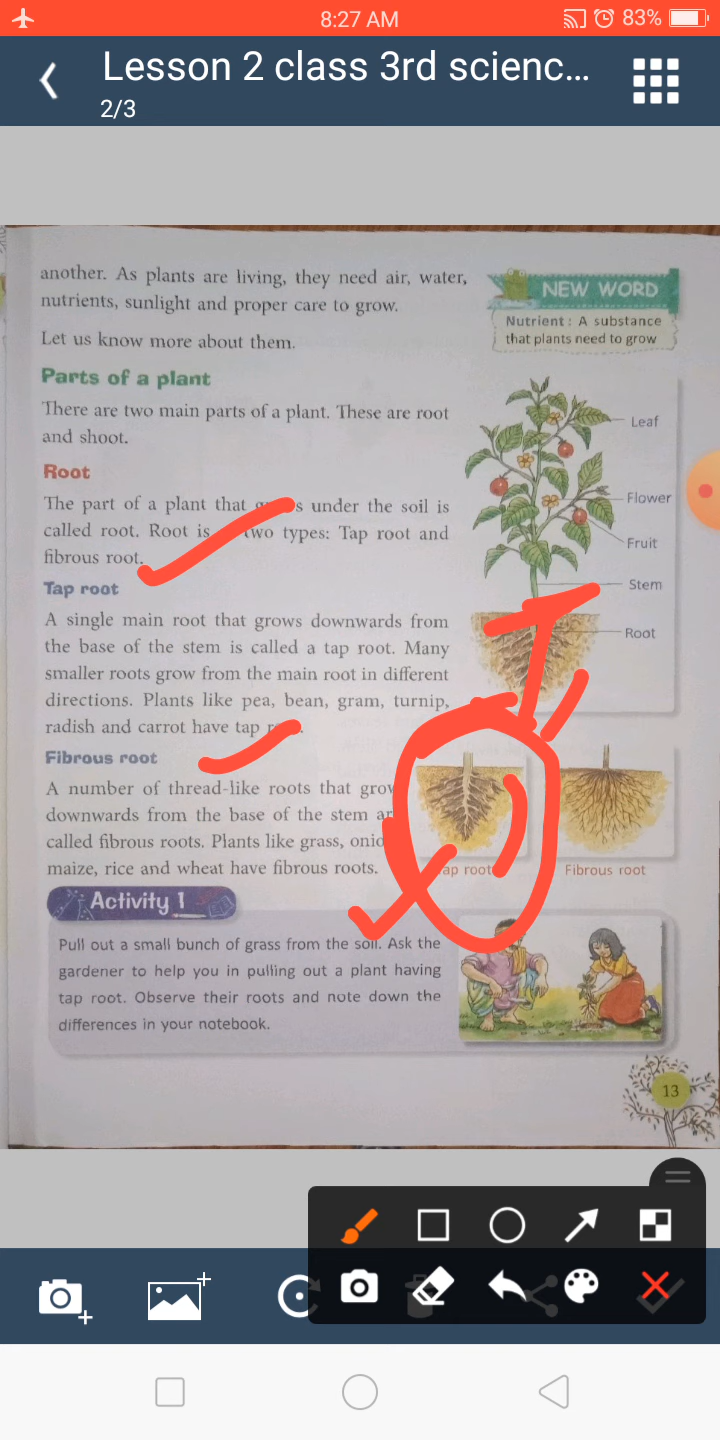 8:27 AM
83%
Lesson 2 class 3rd scienc...
2/3
another. As plants are living, they need air, water,
nutrients, sunlight and proper care to grow.
Let us know more about them.
NEW WORD
Nutrient : A substance
that plants need to grow
Parts of a plant
There are two main parts of a plant. These are root
and shoot.
Root
The part of a plant that s under the soil is
called root. Root is two types: Tap root and
fibrous root.
Tap root
A single main root that grows downwards from
the base of the stem is called a tap root. Many
smaller roots grow from the main root in different
directions. Plants like pea, bean, gram, turnip,
radish and carrot have tap
Leaf
Flower
Fruit
Stem
Root
Fibrous root
A number of thread-like roots that grow
downwards from the base of the stem ar
called fibrous roots. Plants like grass, onio
maize, rice and wheat have fibrous roots.
ap root
Fibrous root
Activity 1
Pull out a small bunch of grass from the soil. Ask the
gardener to help you in pulling out a plant having
tap root. Observe their roots and note down the
differences in your notebook.
13